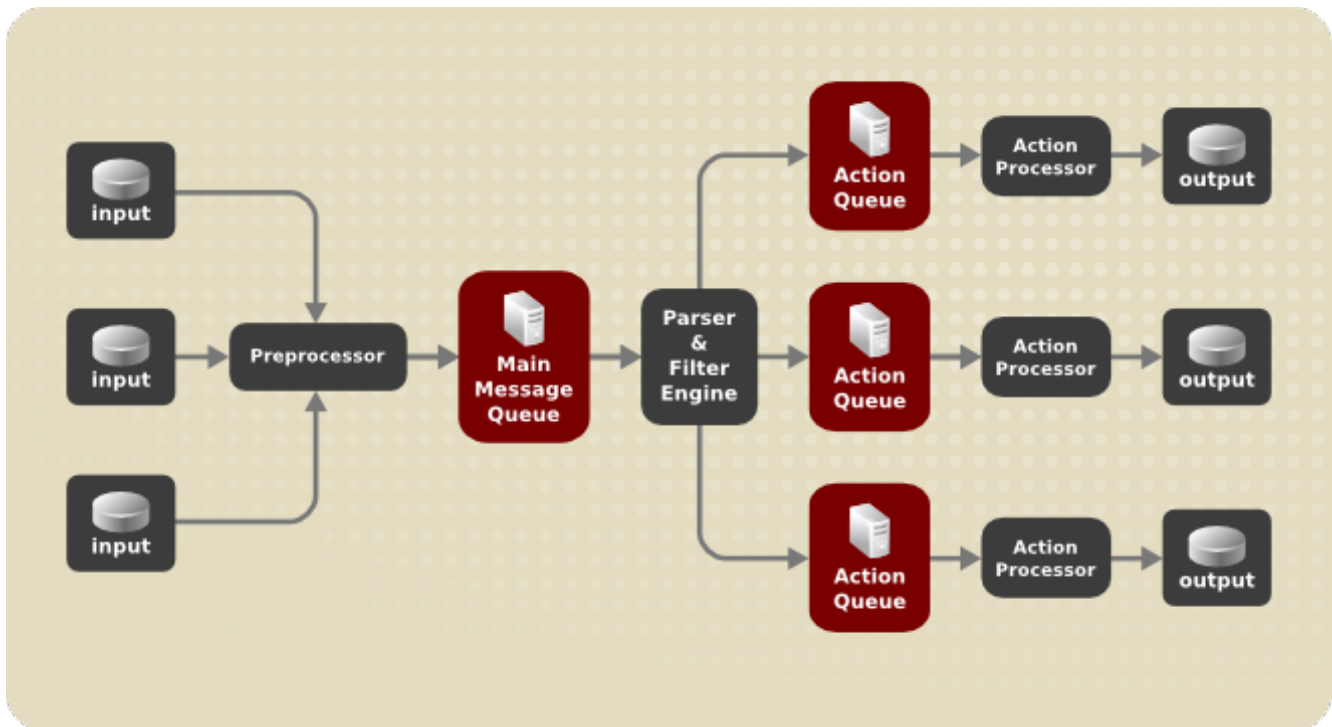 input
input
input
Preprocessor
Main
Message
Queue
Parser
&
Filter
Engine
Action
Queue
Action
Processor
output
Action
Queue
Action
Processor
output
Action
Queue
Action
Processor
output